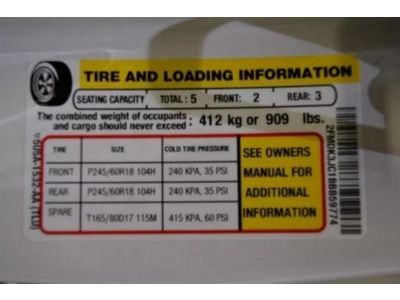 TIRE AND LOADING INFORMATION
SEATING CAPACITY TOTAL: 5 FRONT: 2 REAR: 3
The combined weight of occupants and cargo should never exceed: 412 kg or 909 lbs.
TIRE SIZE COLD TIRE PRESSURE
FRONT P245/60R18 104H 240 KPA, 35 PSI
REAR P245/60R18 104H 240 KPA, 35 PSI
SPARE T165/80D17 115M 415 KPA, 60 PSI
SEE OWNERS
MANUAL FOR
ADDITIONAL
INFORMATION
2FMDK3JC1BBB59774